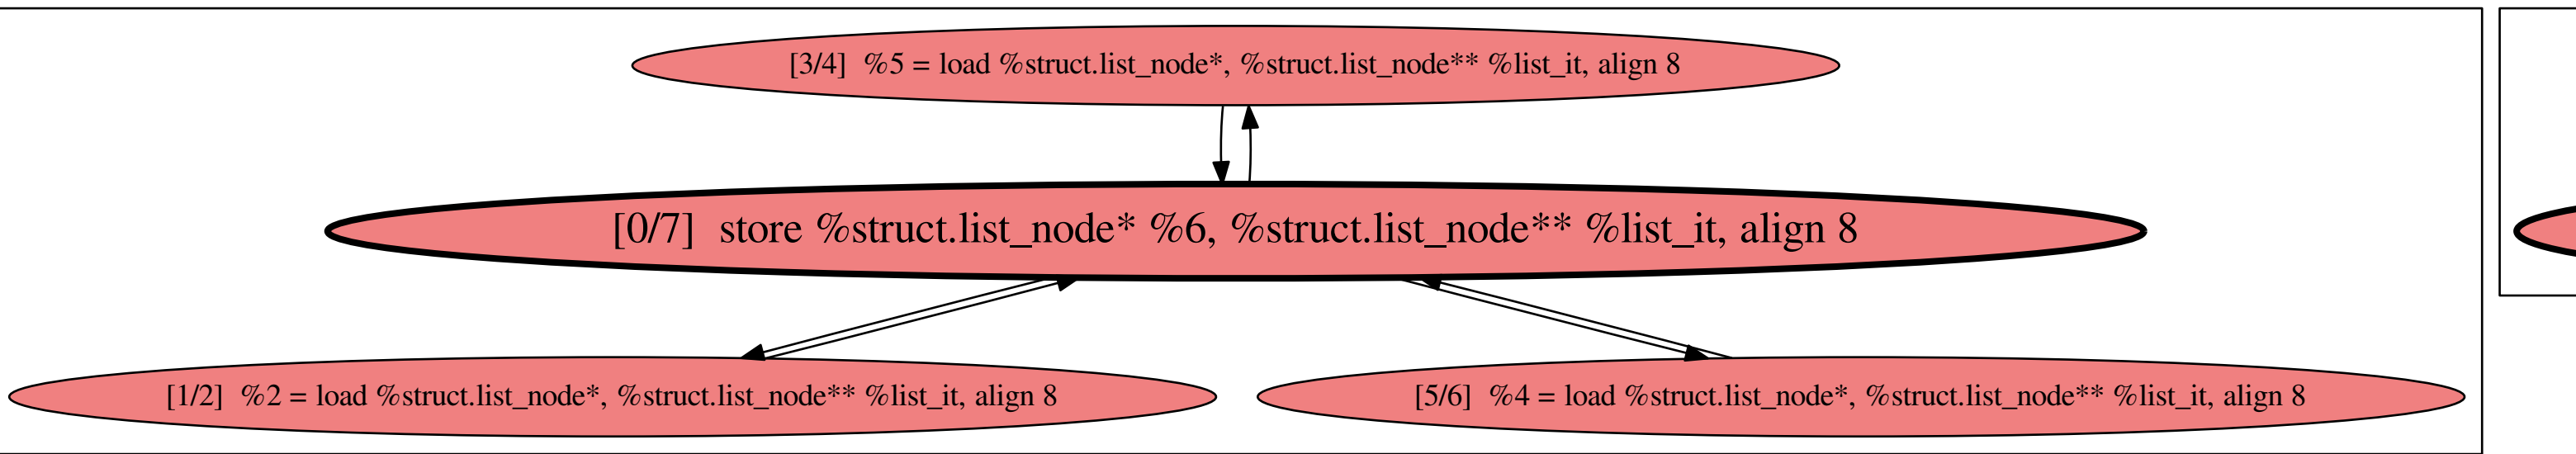 [3/4]  %5 = load %struct.list_node*, %struct.list_node** %list_it, align 8
[0/7]  store %struct.list_node* %6, %struct.list_node** %list_it, align 8
[1/2]  %2 = load %struct.list_node*, %struct.list_node** %list_it, align 8
[5/6]  %4 = load %struct.list_node*, %struct.list_node** %list_it, align 8